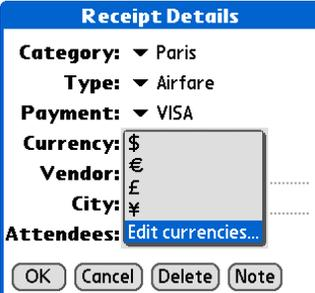 Receipt Details
Category: Paris
Type: Airfare
Payment: VISA
Currency: $
€
Vendor:
£
City:
¥
Attendees: Edit currencies...
OK Cancel Delete Note